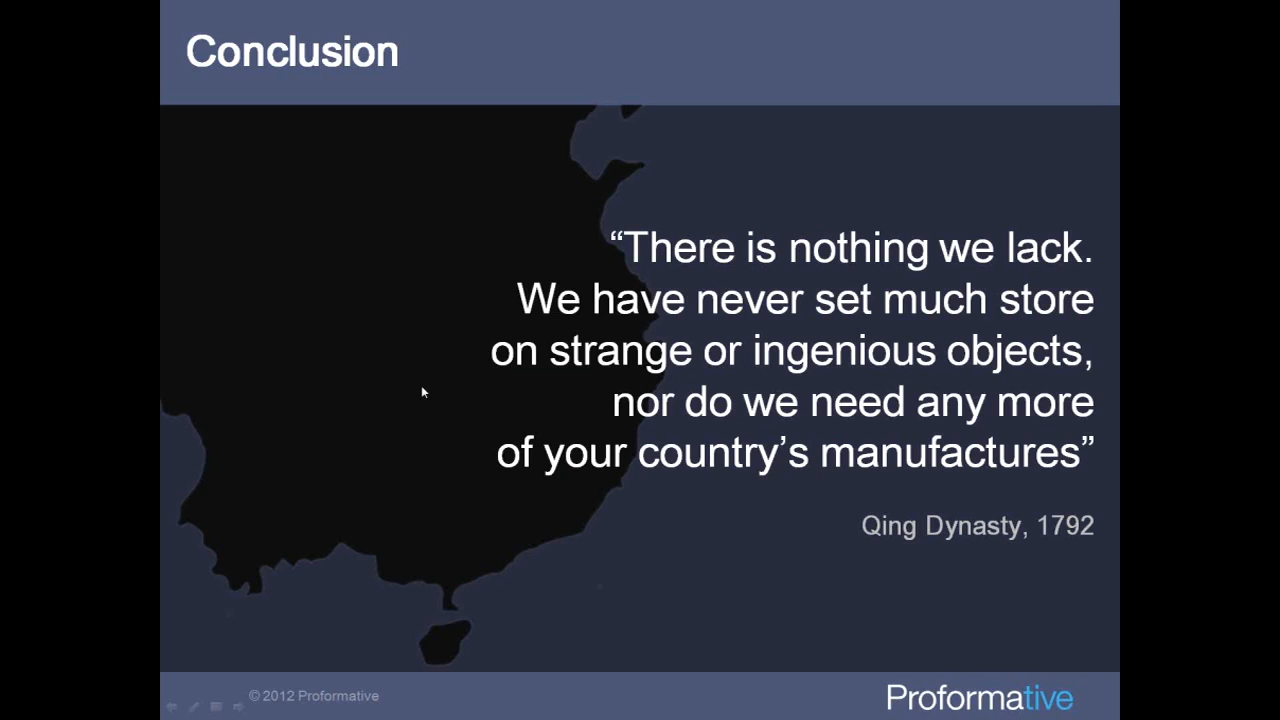 Conclusion
“There is nothing we lack.
We have never set much store
on strange or ingenious objects,
nor do we need any more
of your country’s manufactures”
Qing Dynasty, 1792
© 2012 Proformative
Proformative